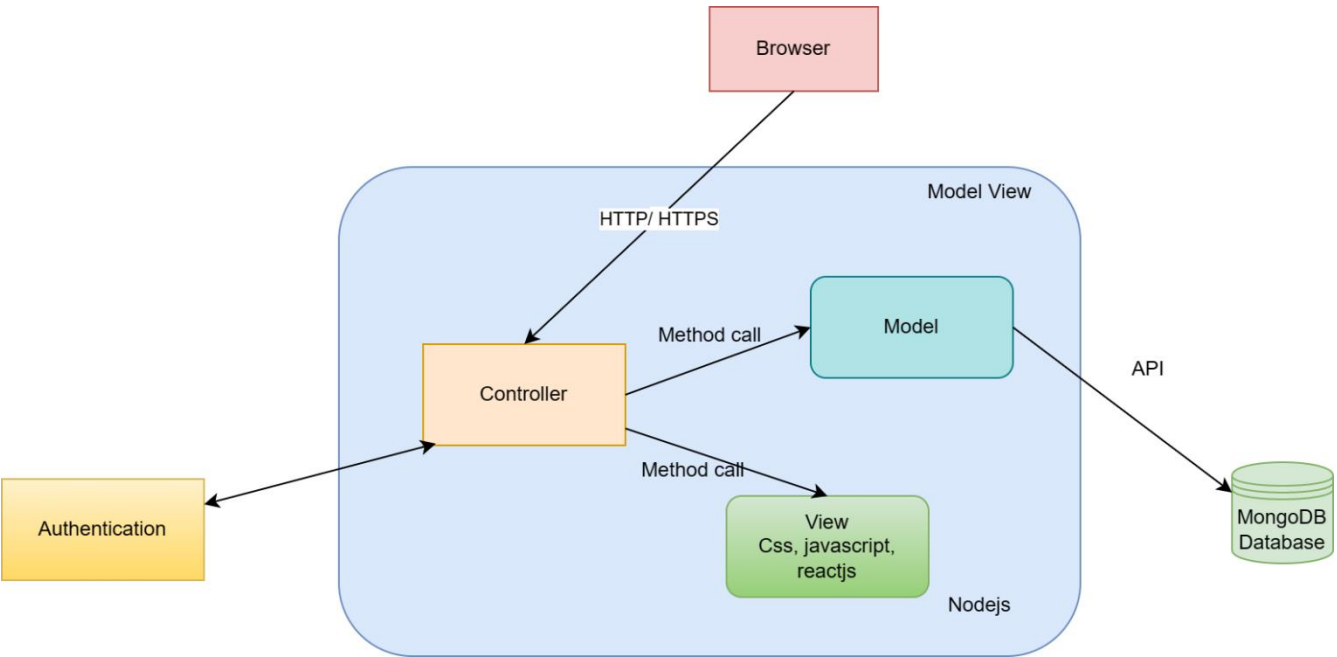 Browser
Model View
HTTP/ HTTPS
Model
Method call
API
Controller
Method call
MongoDB
Database
Authentication
View
Css, javascript,
reactjs
Nodejs